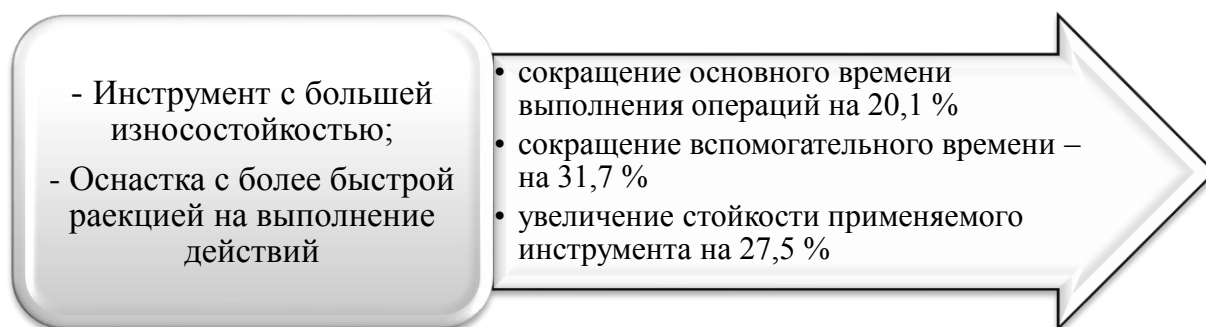 - Инструмент с большей
износостойкостью;
- Оснастка с более быстрой
раекцией на выполнение
действий
• сокращение основного времени
выполнения операций на 20,1 %
• сокращение вспомогательного времени –
на 31,7 %
• увеличение стойкости применяемого
инструмента на 27,5 %